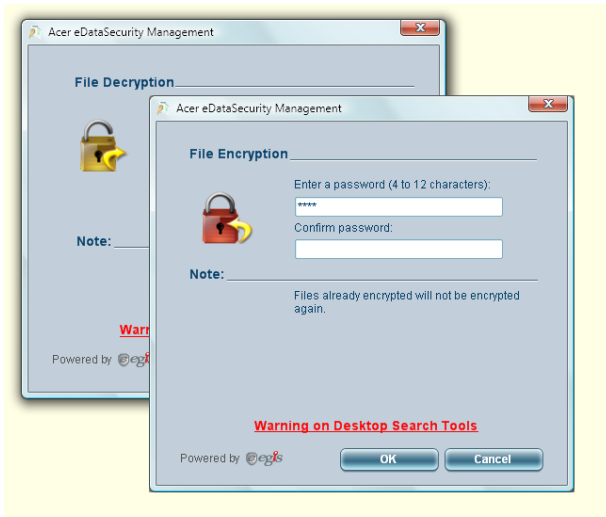 Acer eDataSecurity Management
File Decryption
Note:
Powered by egi
Acer eDataSecurity Management
File Encryption
Enter a password (4 to 12 characters):
****
Confirm password:
Note:
Files already encrypted will not be encrypted
again.
Warning on Desktop Search Tools
Powered by egis
OK
Cancel